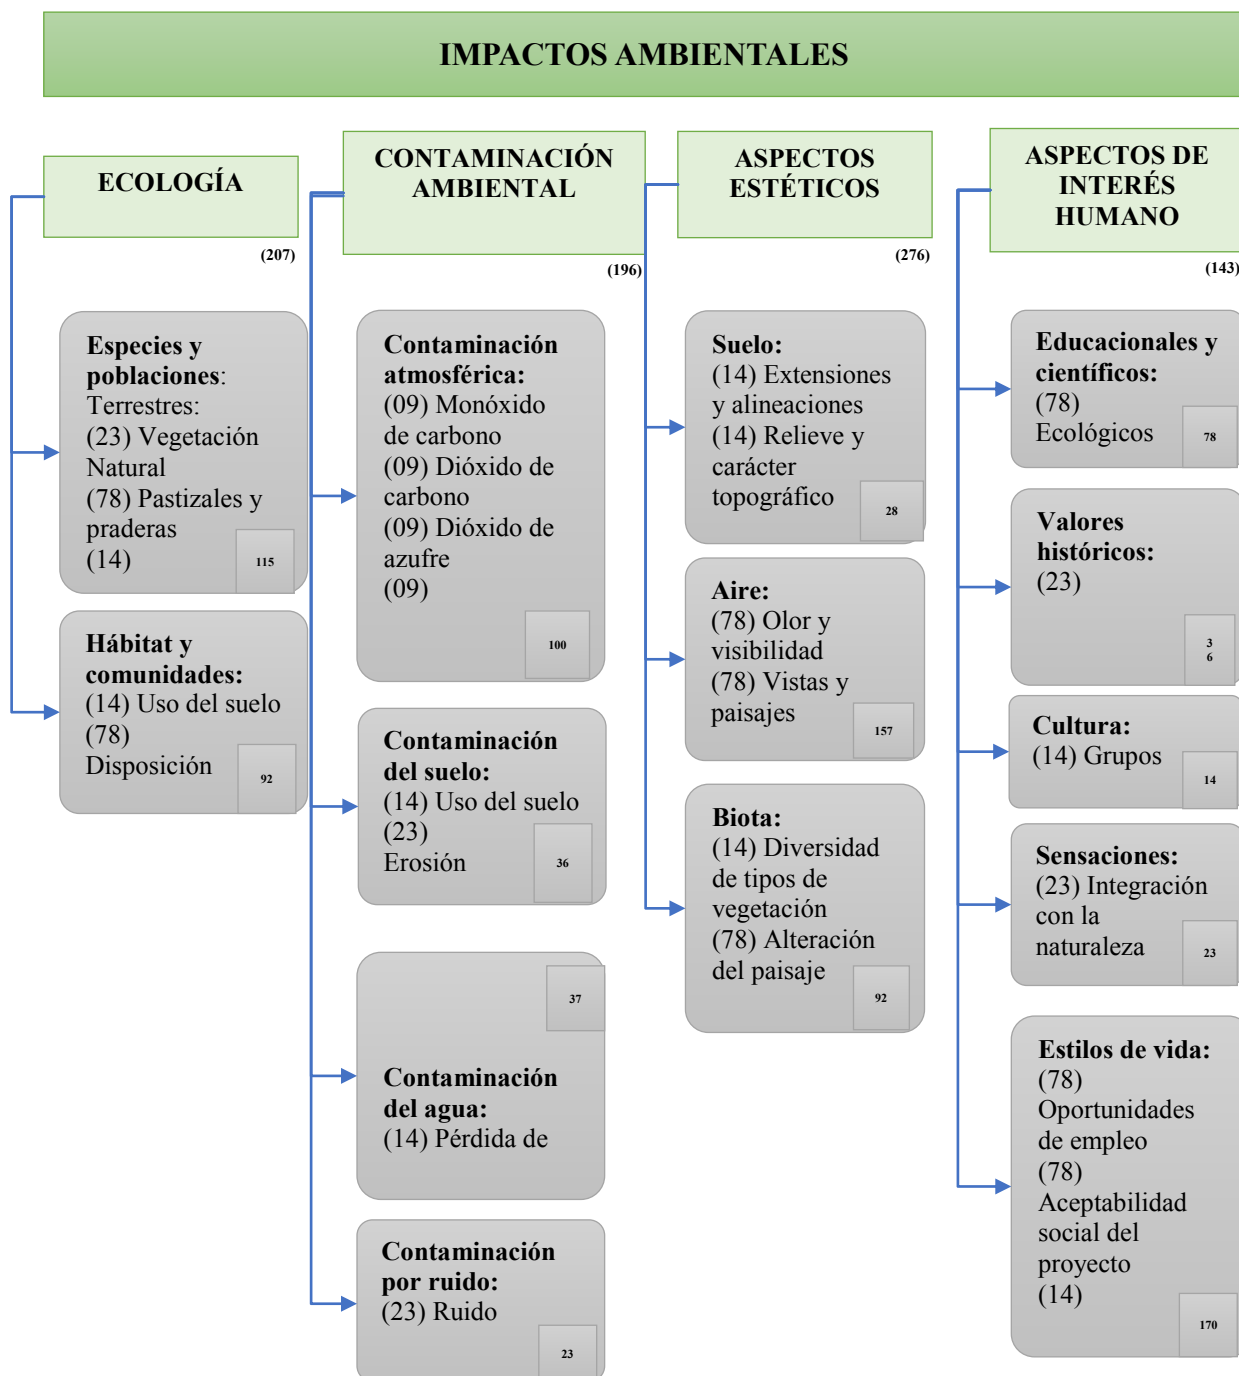 IMPACTOS AMBIENTALES
ECOLOGÍA
(207)
Especies y
poblaciones:
Terrestres:
(23) Vegetación
Natural
(78) Pastizales y
praderas
(14)
115
Hábitat y
comunidades:
(14) Uso del suelo
(78)
Disposición
92
CONTAMINACIÓN
AMBIENTAL
(196)
Contaminación
atmosférica:
(09) Monóxido
de carbono
(09) Dióxido de
carbono
(09) Dióxido de
azufre
(09)
100
Contaminación
del suelo:
(14) Uso del suelo
(23)
Erosión
36
37
Contaminación
del agua:
(14) Pérdida de
Contaminación
por ruido:
(23) Ruido
23
ASPECTOS
ESTÉTICOS
(276)
Suelo:
(14) Extensiones
y alineaciones
(14) Relieve y
carácter
topográfico
28
Aire:
(78) Olor y
visibilidad
(78) Vistas y
paisajes
157
Biota:
(14) Diversidad
de tipos de
vegetación
(78) Alteración
del paisaje
92
ASPECTOS DE
INTERÉS
HUMANO
(143)
Educacionales y
científicos:
(78)
Ecológicos
78
Valores
históricos:
(23)
3
6
Cultura:
(14) Grupos
14
Sensaciones:
(23) Integración
con la
naturaleza
23
Estilos de vida:
(78)
Oportunidades
de empleo
(78)
Aceptabilidad
social del
proyecto
(14)
170